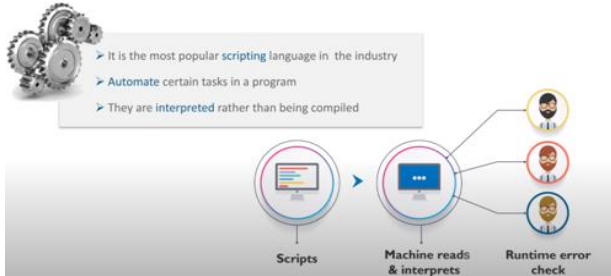 It is the most popular scripting language in the industry
Automate certain tasks in a program
They are interpreted rather than being compiled
Scripts
Machine reads
& interprets
Runtime error
check